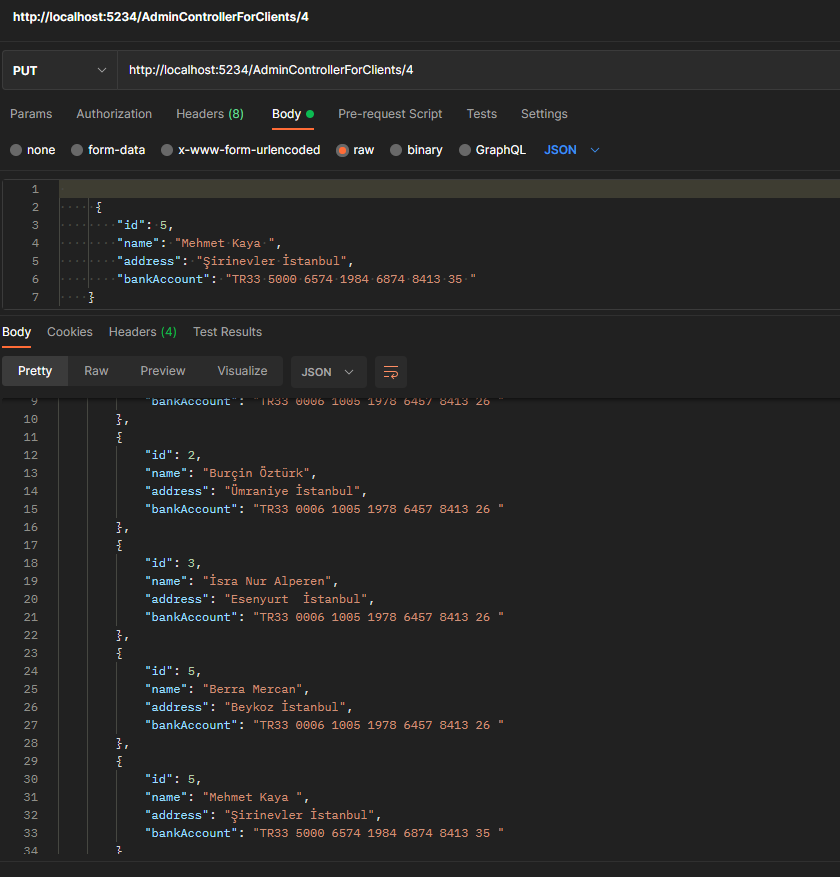 http://localhost:5234/AdminControllerForClients/4
PUT http://localhost:5234/AdminControllerForClients/4
Params Authorization Headers (8) Body Pre-request Script Tests Settings
none form-data x-www-form-urlencoded raw binary GraphQL JSON
1
2 {
3 "id": 5,
4 "name": "Mehmet Kaya ",
5 "address": "Şirinevler İstanbul",
6 "bankAccount": "TR33 5000 6574 1984 6874 8413 35 "
7 }
Body Cookies Headers (4) Test Results
Pretty Raw Preview Visualize JSON
9 "bankAccount": "TR33 0006 1005 1978 6457 8413 26 "
10 },
11 {
12 "id": 2,
13 "name": "Burçin Öztürk",
14 "address": "Ümraniye İstanbul",
15 "bankAccount": "TR33 0006 1005 1978 6457 8413 26 "
16 },
17 {
18 "id": 3,
19 "name": "İsra Nur Alperen",
20 "address": "Esenyurt  İstanbul",
21 "bankAccount": "TR33 0006 1005 1978 6457 8413 26 "
22 },
23 {
24 "id": 5,
25 "name": "Berra Mercan",
26 "address": "Beykoz İstanbul",
27 "bankAccount": "TR33 0006 1005 1978 6457 8413 26 "
28 },
29 {
30 "id": 5,
31 "name": "Mehmet Kaya ",
32 "address": "Şirinevler İstanbul",
33 "bankAccount": "TR33 5000 6574 1984 6874 8413 35 "
34 }